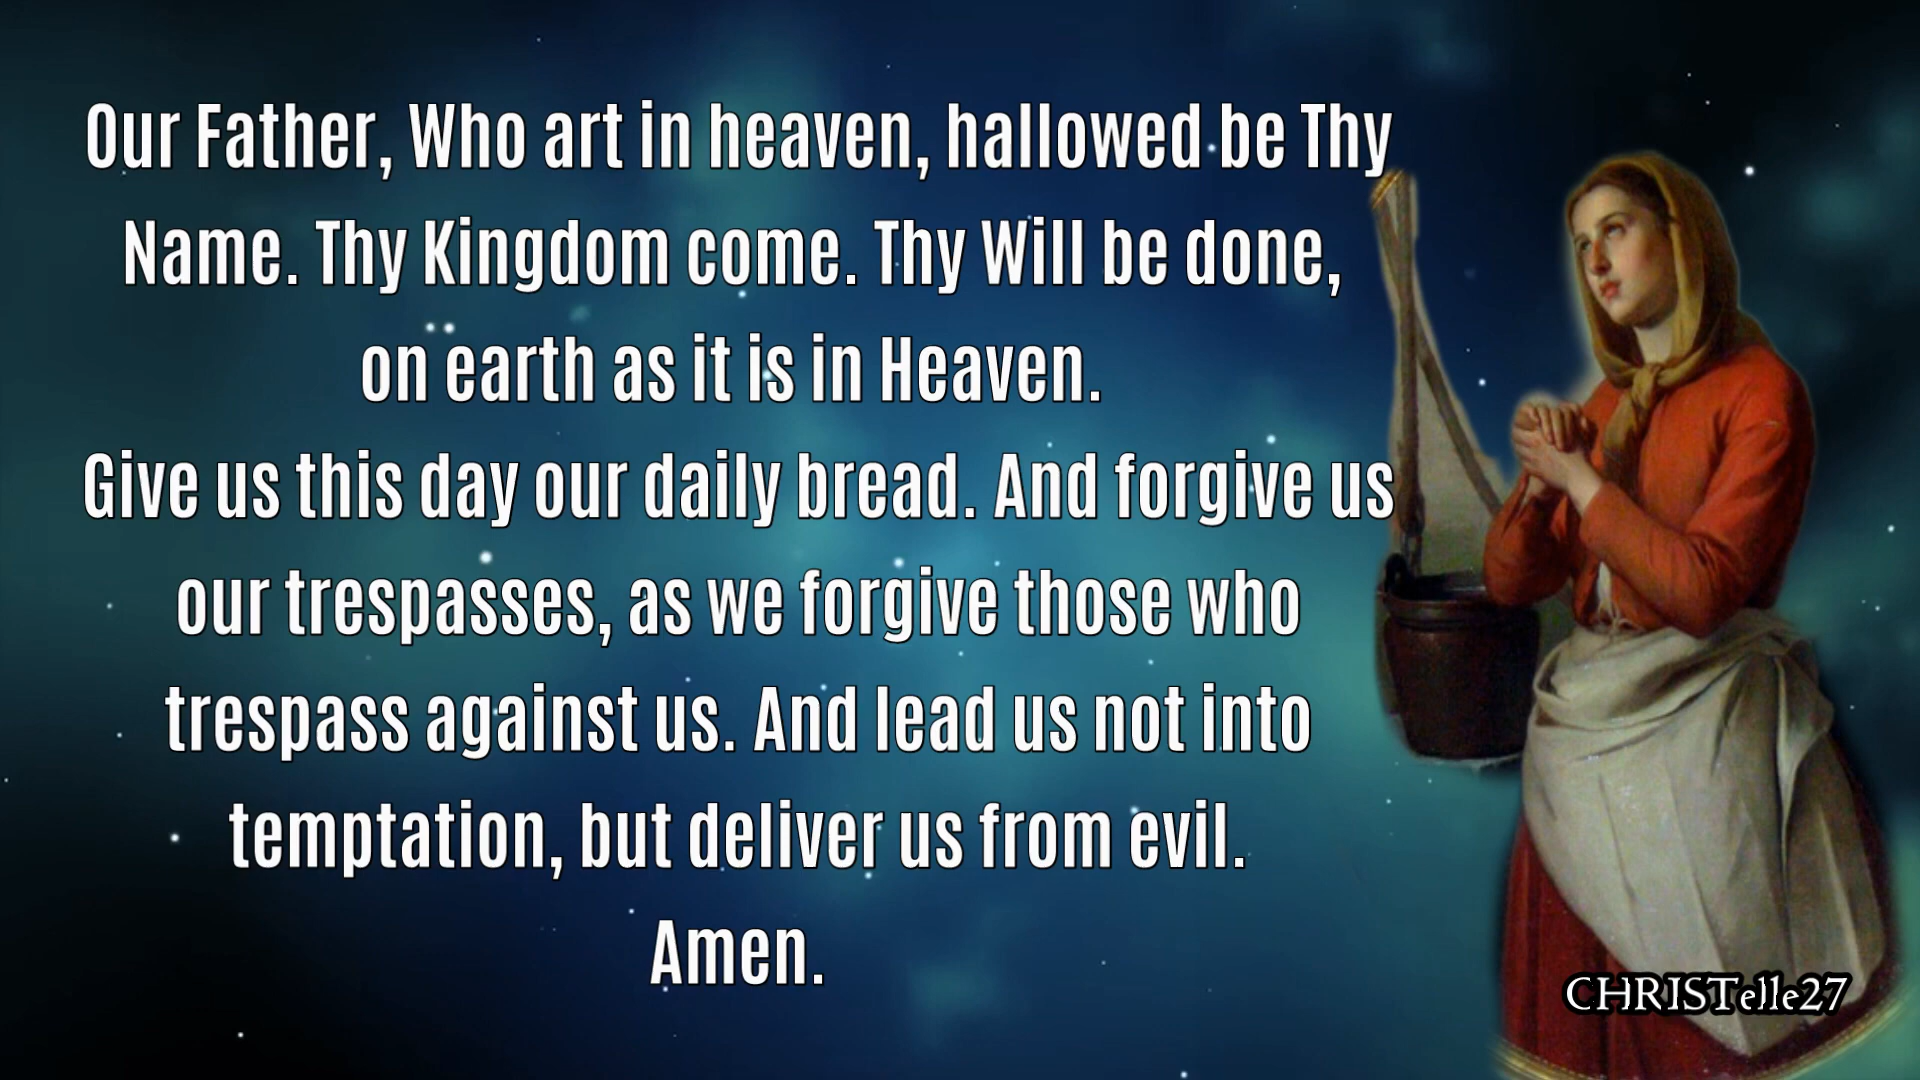 Our Father, Who art in heaven, hallowed be Thy
Name. Thy Kingdom come. Thy Will be done,
on earth as it is in Heaven.
Give us this day our daily bread. And forgive us
our trespasses, as we forgive those who
trespass against us. And lead us not into
temptation, but deliver us from evil.
Amen.
CHRISTelle27